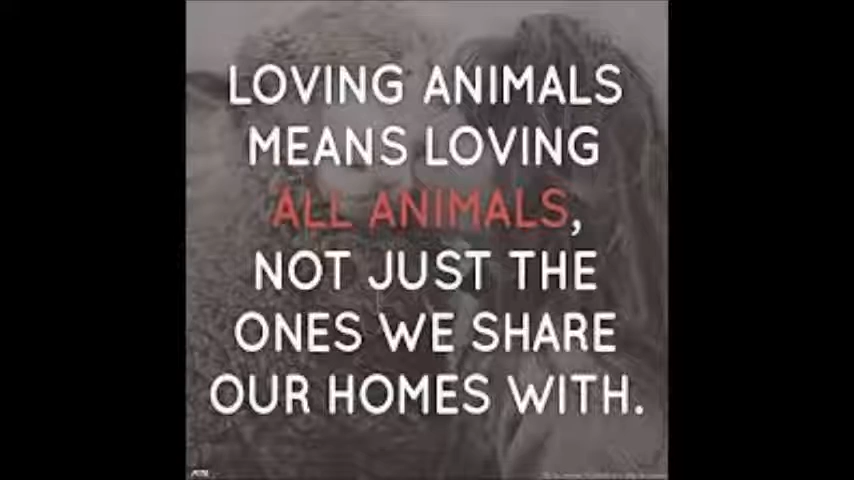 LOVING ANIMALS
MEANS LOVING
ALL ANIMALS,
NOT JUST THE
ONES WE SHARE
OUR HOMES WITH.